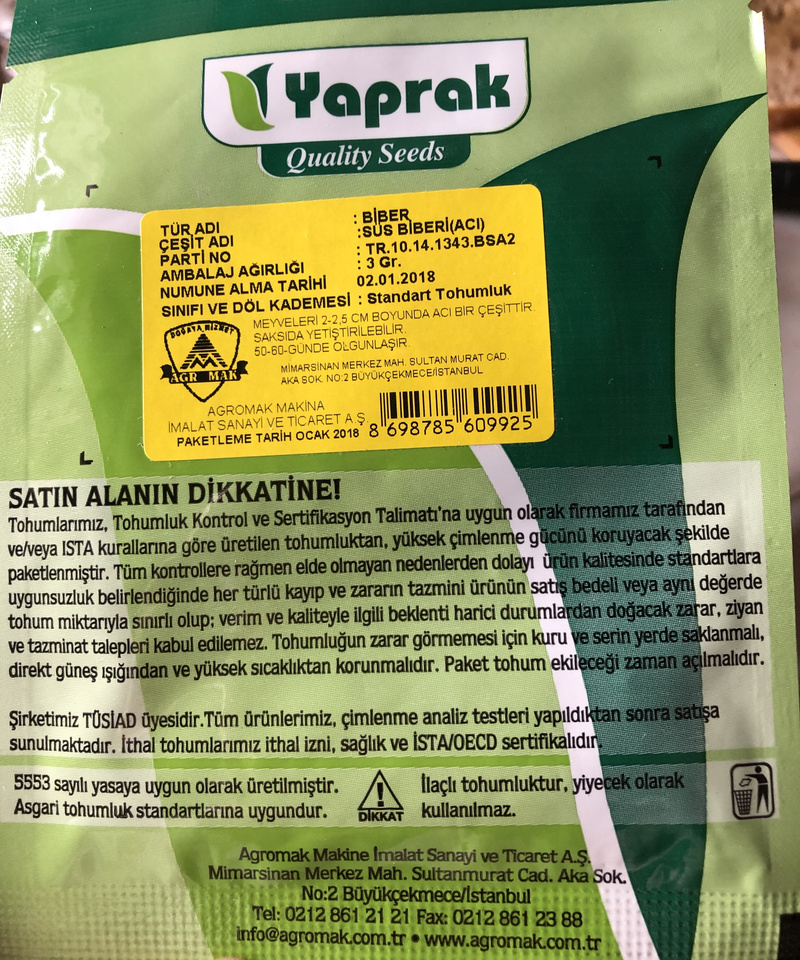 Yaprak
Quality Seeds
TÜR ADI : BİBER
ÇEŞİT ADI :SÜS BİBERİ(ACI)
PARTİ NO : TR.10.14.1343.BSA2
AMBALAJ AĞIRLIĞI : 3 Gr.
NUMUNE ALMA TARİHİ 02.01.2018
SINIFI VE DÖL KADEMESİ : Standart Tohumluk
MEYVELERİ 2-2,5 CM BOYUNDA ACI BİR ÇEŞİTTİR.
SAKSIDA YETİŞTİRİLEBİLİR.
50-60-GÜNDE OLGUNLAŞIR.
DOĞAYA HİZMET
AGR MAK
MİMARSİNAN MERKEZ MAH. SULTAN MURAT CAD.
AKA SOK. NO:2 BÜYÜKÇEKMECE/İSTANBUL
AGROMAK MAKİNA
İMALAT SANAYİ VE TİCARET A.Ş.
PAKETLEME TARİH OCAK 2018
8 698785 609925
SATIN ALANIN DİKKATİNE!
Tohumlarımız, Tohumluk Kontrol ve Sertifikasyon Talimatı'na uygun olarak firmamız tarafından
ve/veya ISTA kurallarına göre üretilen tohumluktan, yüksek çimlenme gücünü koruyacak şekilde
paketlenmiştir. Tüm kontrollere rağmen elde olmayan nedenlerden dolayı ürün kalitesinde standartlara
uygunsuzluk belirlendiğinde her türlü kayıp ve zararın tazmini ürünün satış bedeli veya aynı değerde
tohum miktarıyla sınırlı olup; verim ve kaliteyle ilgili beklenti harici durumlardan doğacak zarar, ziyan
ve tazminat talepleri kabul edilemez. Tohumluğun zarar görmemesi için kuru ve serin yerde saklanmalı,
direkt güneş ışığından ve yüksek sıcaklıktan korunmalıdır. Paket tohum ekileceği zaman açılmalıdır.
Şirketimiz TÜSİAD üyesidir.Tüm ürünlerimiz, çimlenme analiz testleri yapıldıktan sonra satışa
sunulmaktadır. İthal tohumlarımız ithal izni, sağlık ve İSTA/OECD sertifikalıdır.
5553 sayılı yasaya uygun olarak üretilmiştir.
Asgari tohumluk standartlarına uygundur.
DİKKAT
İlaçlı tohumluktur, yiyecek olarak
kullanılmaz.
Agromak Makine İmalat Sanayi ve Ticaret A.Ş.
Mimarsinan Merkez Mah. Sultanmurat Cad. Aka Sok.
No:2 Büyükçekmece/İstanbul
Tel: 0212 861 21 21 Fax: 0212 861 23 88
info@agromak.com.tr • www.agromak.com.tr